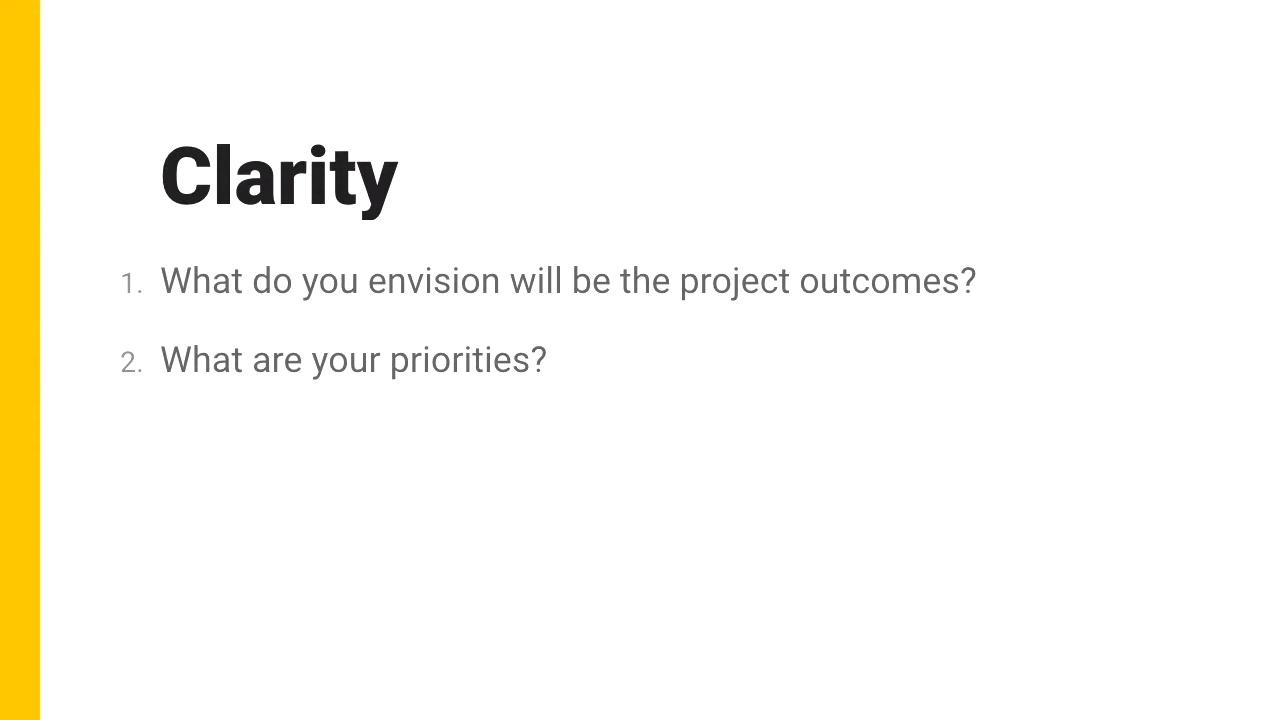 Clarity
1. What do you envision will be the project outcomes?
2. What are your priorities?